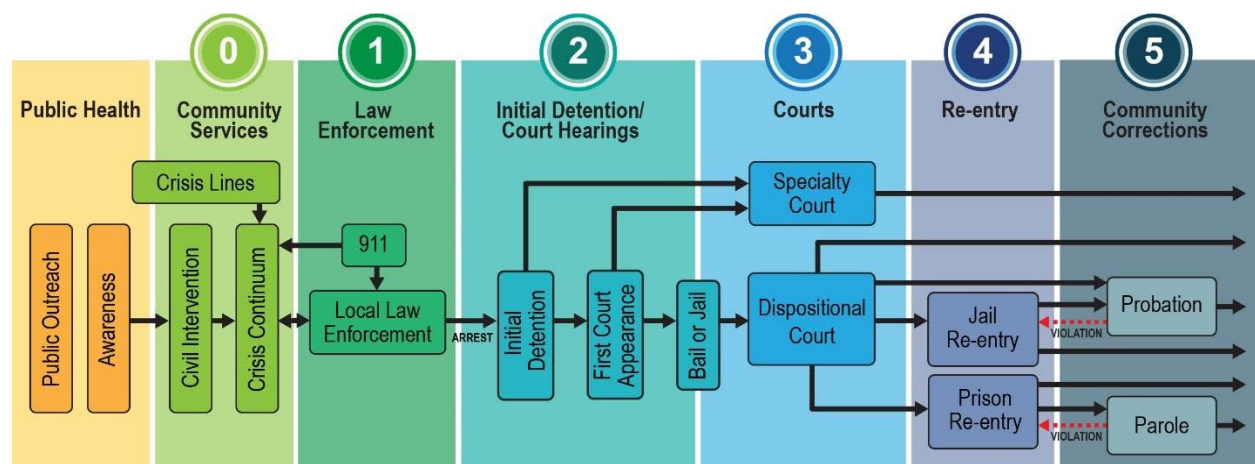 0
1
2
3
4
5
Public Health
Community
Services
Law
Enforcement
Initial Detention/
Court Hearings
Courts
Re-entry
Community
Corrections
Crisis Lines
Public Outreach
Awareness
Civil Intervention
Crisis Continuum
911
Local Law
Enforcement
ARREST
Initial
Detention
First Court
Appearance
Bail or Jail
Specialty
Court
Dispositional
Court
Jail
Re-entry
Prison
Re-entry
Probation
VIOLATION
Parole
VIOLATION